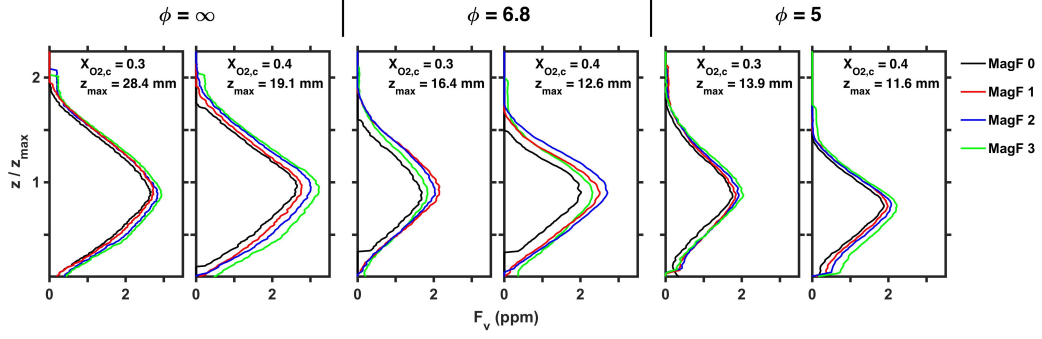 ϕ = ∞
ϕ = 6.8
ϕ = 5
X_O2,c = 0.3
z_max = 28.4 mm
X_O2,c = 0.4
z_max = 19.1 mm
X_O2,c = 0.3
z_max = 16.4 mm
X_O2,c = 0.4
z_max = 12.6 mm
X_O2,c = 0.3
z_max = 13.9 mm
X_O2,c = 0.4
z_max = 11.6 mm
MagF 0
MagF 1
MagF 2
MagF 3
z / z_max
2
1
0 2
0 2
0 2
0 2
0 2
0 2
F_v (ppm)